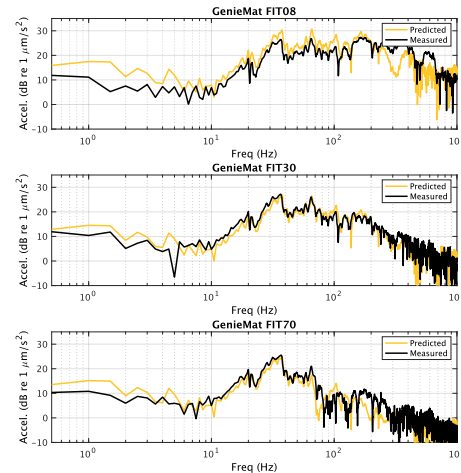 GenieMat FIT08
Accel. (dB re 1 μm/s²)
30
20
10
0
-10
Predicted
Measured
10⁰ 10¹ 10² 10³
Freq (Hz)
GenieMat FIT30
Accel. (dB re 1 μm/s²)
30
20
10
0
-10
Predicted
Measured
10⁰ 10¹ 10² 10³
Freq (Hz)
GenieMat FIT70
Accel. (dB re 1 μm/s²)
30
20
10
0
-10
Predicted
Measured
10⁰ 10¹ 10² 10³
Freq (Hz)